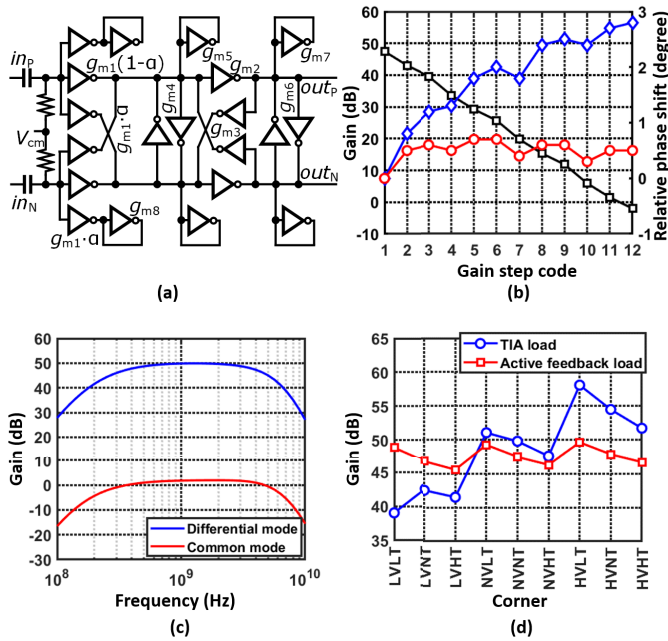 in_P
g_m1(1-a)
g_m5
g_m2
g_m7
out_P
V_cm
g_m1·a
g_m4
g_m3
g_m6
in_N
out_N
g_m1·a
g_m8
(a)
60
50
40
30
20
10
0
-10
3
2
1
0
-1
Gain (dB)
Relative phase shift (degree)
1 2 3 4 5 6 7 8 9 10 11 12
Gain step code
(b)
60
50
40
30
20
10
0
-10
-20
-30
Gain (dB)
Differential mode
Common mode
10^8 10^9 10^10
Frequency (Hz)
(c)
65
60
55
50
45
40
35
Gain (dB)
TIA load
Active feedback load
LVLT LVNT LVHT NVLT NVNT NVHT HVLT HVNT HVHT
Corner
(d)